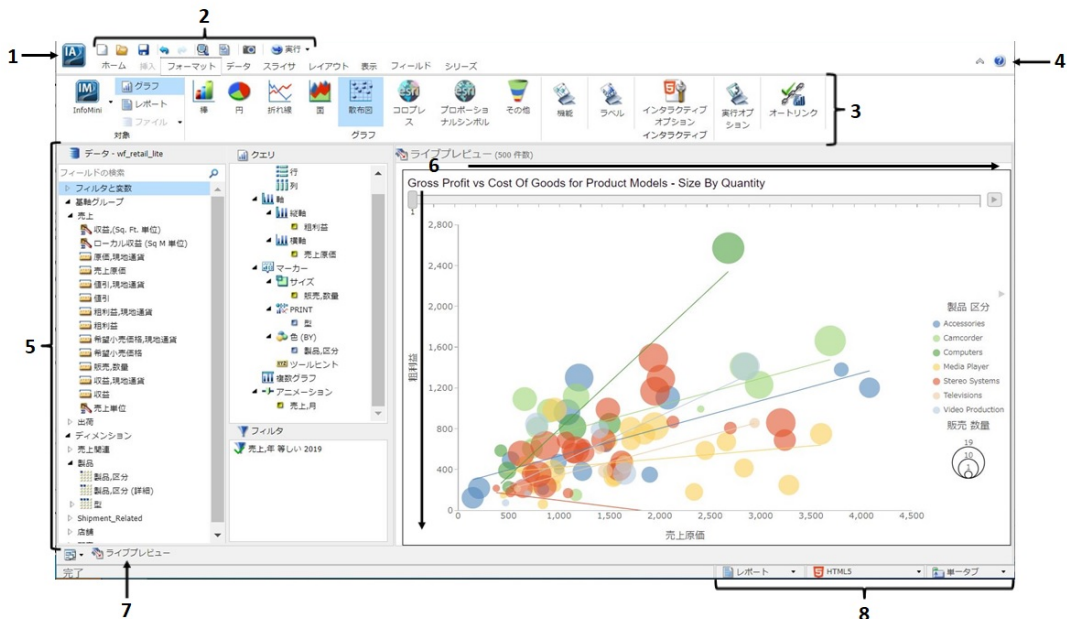 2
1
IA
実行
4
ホーム 挿入 フォーマット データ スライサ レイアウト 表示 フィールド シリーズ
InfoMini
グラフ
レポート
ファイル
対象
棒
円
折れ線
面
散布図
コロプレス
プロポーショナルシンボル
その他
グラフ
機能
ラベル
インタラクティブ
オプション
インタラクティブ
実行オプション
オートリンク
3
5
データ - wf_retail_lite
フィールドの検索
フィルタと変数
基軸グループ
売上
収益,(Sq. Ft. 単位)
ローカル収益 (Sq M 単位)
原価,現地通貨
売上原価
値引,現地通貨
値引
粗利益,現地通貨
粗利益
希望小売価格,現地通貨
希望小売価格
販売,数量
収益,現地通貨
収益
売上単位
出荷
ディメンション
売上関連
製品
製品,区分
製品,区分 (詳細)
型
Shipment_Related
店舗
クエリ
行
列
軸
縦軸
粗利益
横軸
売上原価
マーカー
サイズ
販売,数量
PRINT
型
色 (BY)
製品,区分
ツールヒント
複数グラフ
アニメーション
売上,月
フィルタ
売上,年 等しい 2019
ライブプレビュー (500 件数)
6
Gross Profit vs Cost Of Goods for Product Models - Size By Quantity
1
2,800
2,400
2,000
1,600
1,200
800
400
0
粗利益
0 500 1,000 1,500 2,000 2,500 3,000 3,500 4,000 4,500
売上原価
製品 区分
Accessories
Camcorder
Computers
Media Player
Stereo Systems
Televisions
Video Production
販売 数量
19
10
1
ライブプレビュー
完了
レポート
HTML5
単一タブ
7
8